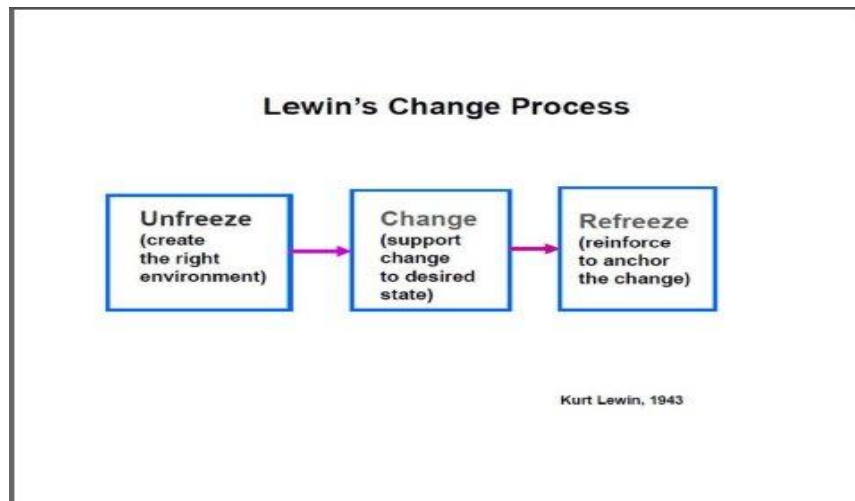 Lewin's Change Process
Unfreeze
(create
the right
environment)
Change
(support
change
to desired
state)
Refreeze
(reinforce
to anchor
the change)
Kurt Lewin, 1943